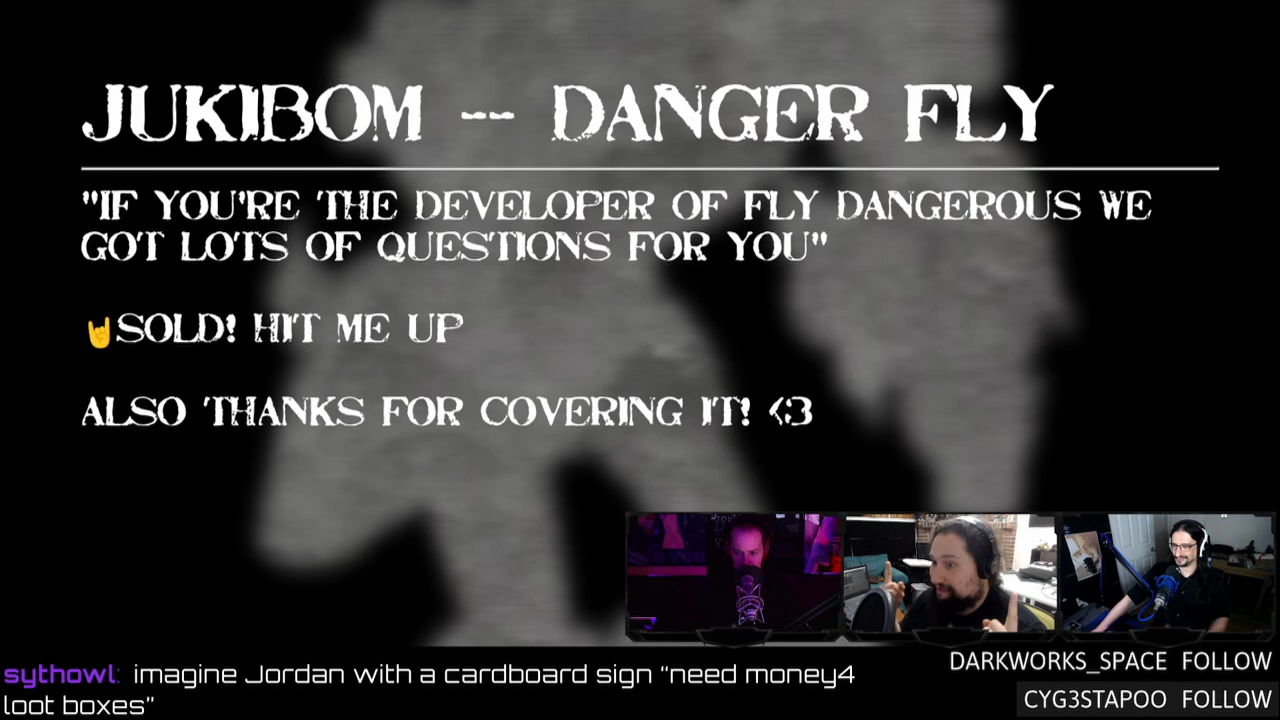 JUKIBOM -- DANGER FLY
"IF YOU'RE THE DEVELOPER OF FLY DANGEROUS WE
GOT LOTS OF QUESTIONS FOR YOU"
🤘SOLD! HIT ME UP
ALSO THANKS FOR COVERING IT! <3
sythowl: imagine Jordan with a cardboard sign “need money4
loot boxes”
DARKWORKS_SPACE FOLLOW
CYG3STAPOO FOLLOW